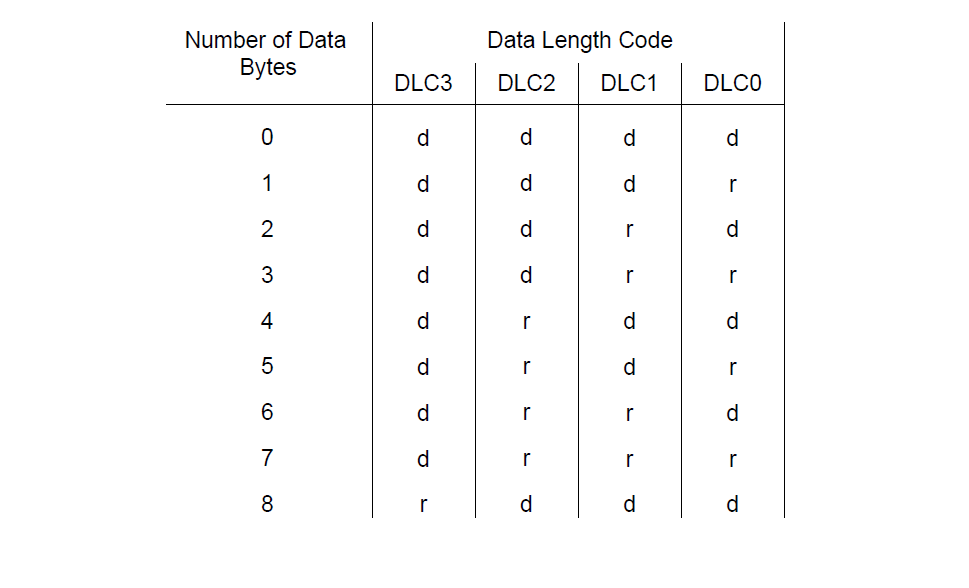 Number of Data Data Length Code
Bytes
DLC3 DLC2 DLC1 DLC0
0 d d d d
1 d d d r
2 d d r d
3 d d r r
4 d r d d
5 d r d r
6 d r r d
7 d r r r
8 r d d d